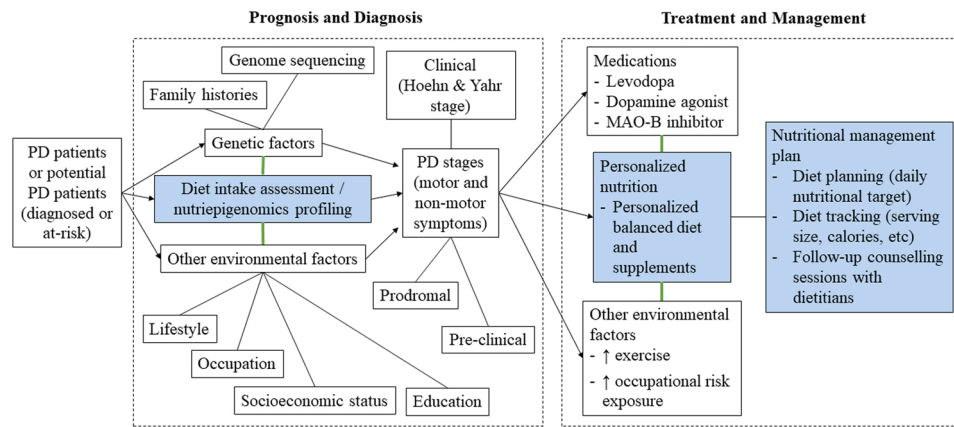 Prognosis and Diagnosis
Treatment and Management
PD patients
or potential
PD patients
(diagnosed or
at-risk)
Genome sequencing
Family histories
Genetic factors
Diet intake assessment /
nutriepigenomics profiling
Other environmental factors
Lifestyle
Occupation
Socioeconomic status
Education
Clinical
(Hoehn & Yahr
stage)
PD stages
(motor and
non-motor
symptoms)
Prodromal
Pre-clinical
Medications
- Levodopa
- Dopamine agonist
- MAO-B inhibitor
Personalized
nutrition
- Personalized
balanced diet
and
supplements
Other environmental
factors
- ↑ exercise
- ↑ occupational risk
exposure
Nutritional management
plan
- Diet planning (daily
nutritional target)
- Diet tracking (serving
size, calories, etc)
- Follow-up counselling
sessions with
dietitians